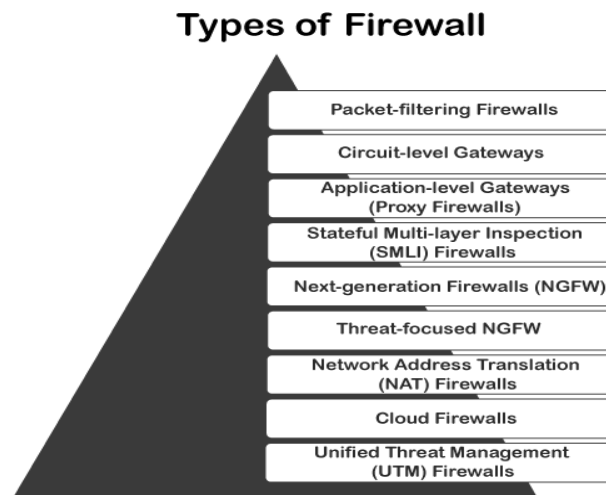 Types of Firewall
Packet-filtering Firewalls
Circuit-level Gateways
Application-level Gateways
(Proxy Firewalls)
Stateful Multi-layer Inspection
(SMLI) Firewalls
Next-generation Firewalls (NGFW)
Threat-focused NGFW
Network Address Translation
(NAT) Firewalls
Cloud Firewalls
Unified Threat Management
(UTM) Firewalls